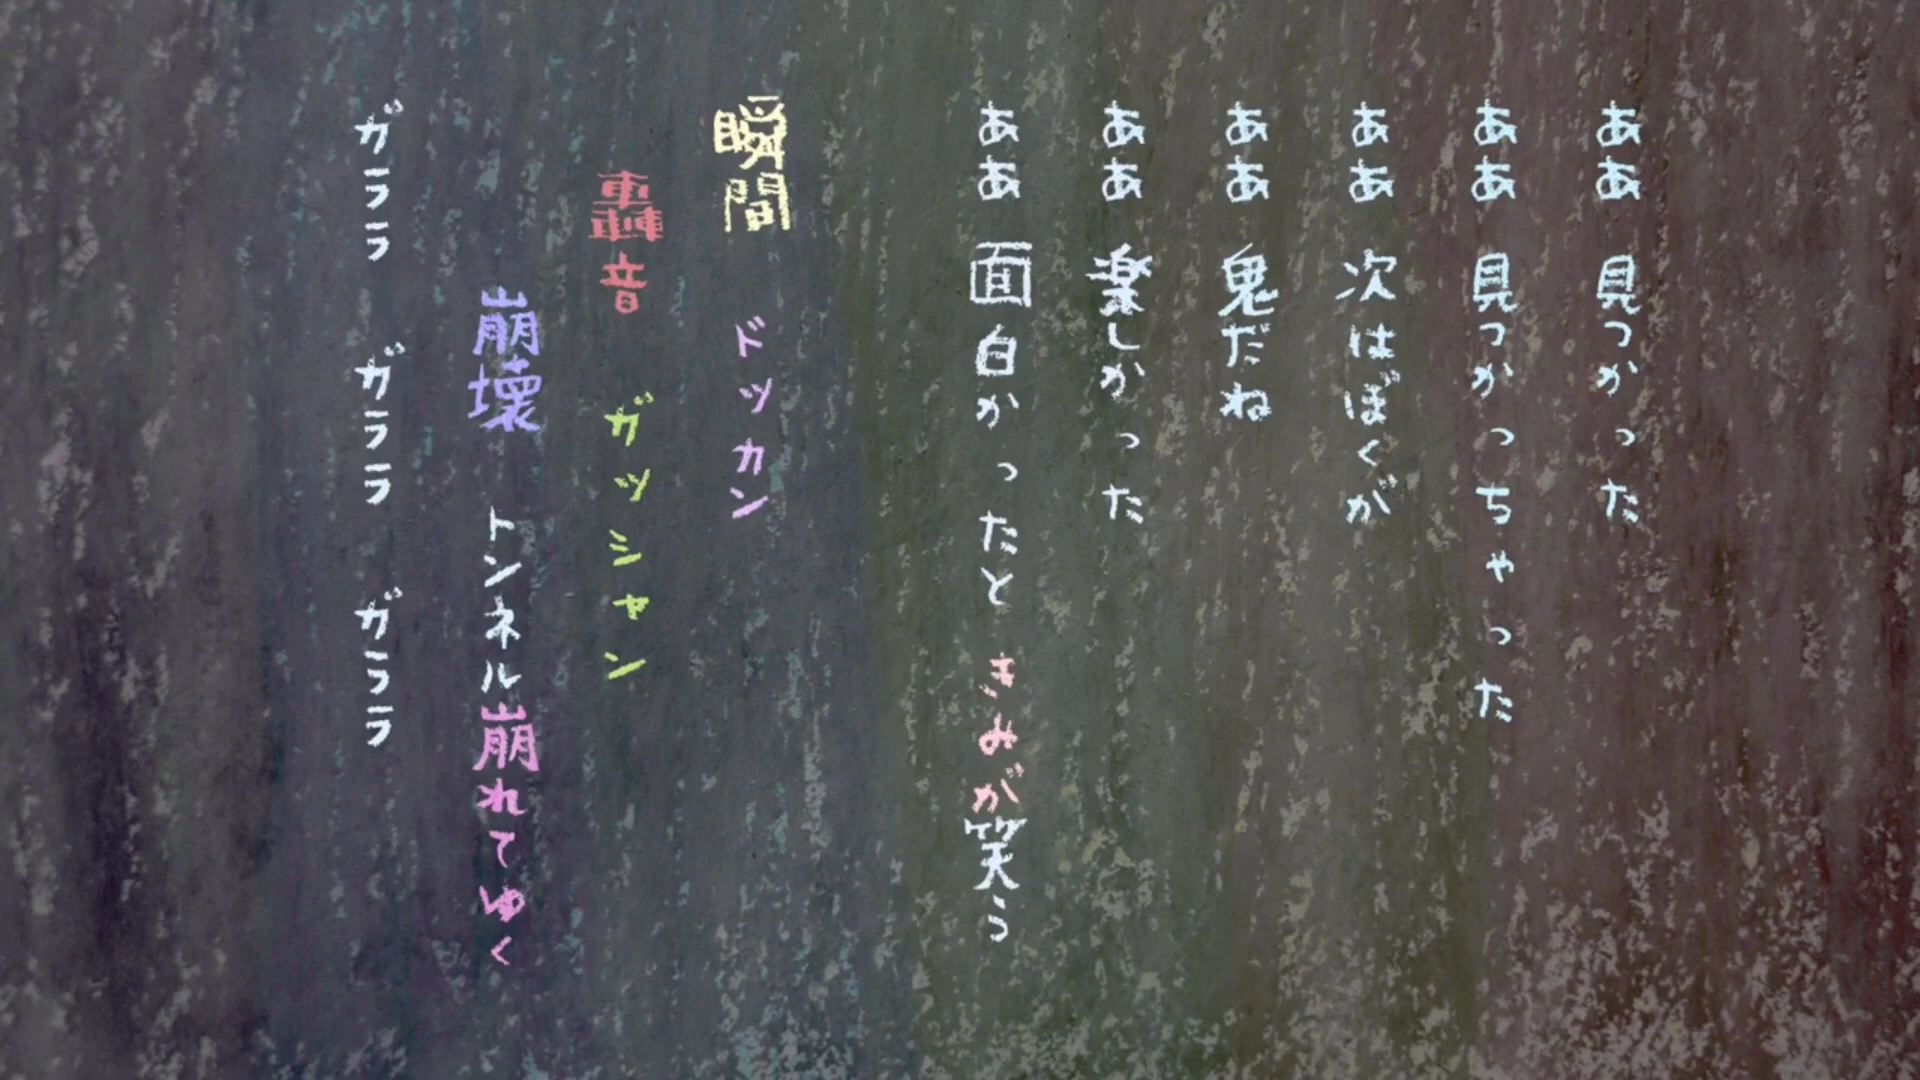 ああ 見つかった
ああ 見つかっちゃった
ああ 次はぼくが
ああ 鬼だね
ああ 楽しかった
ああ 面白かったと きみが笑う
瞬間 ドッカン
轟音 ガッシャン
崩壊 トンネル崩れてゆく
ガララ ガララ ガララ